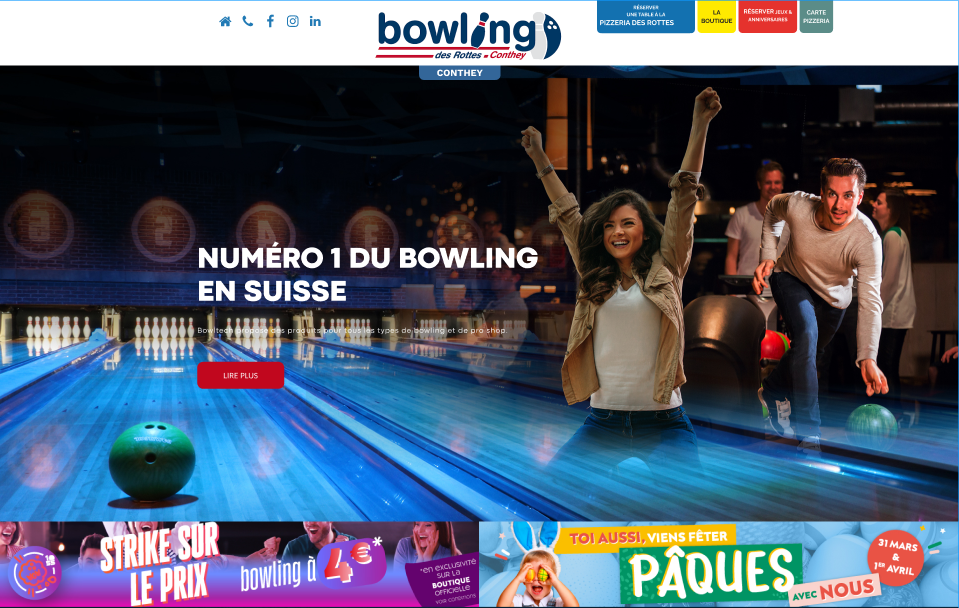 bowling
des Rottes - Conthey
CONTHEY
RÉSERVER
UNE TABLE À LA
PIZZERIA DES ROTTES
LA
BOUTIQUE
RÉSERVER JEUX &
ANNIVERSAIRES
CARTE
PIZZERIA
NUMÉRO 1 DU BOWLING
EN SUISSE
Bowltech propose des produits pour tous les types de bowling et de pro shop.
LIRE PLUS
STRIKE SUR
LE PRIX
bowling à 4€*
*en exclusivité
sur la
BOUTIQUE
officielle
voir conditions
TOI AUSSI, VIENS FÊTER
PÂQUES
AVEC NOUS
31 MARS
&
1ER AVRIL